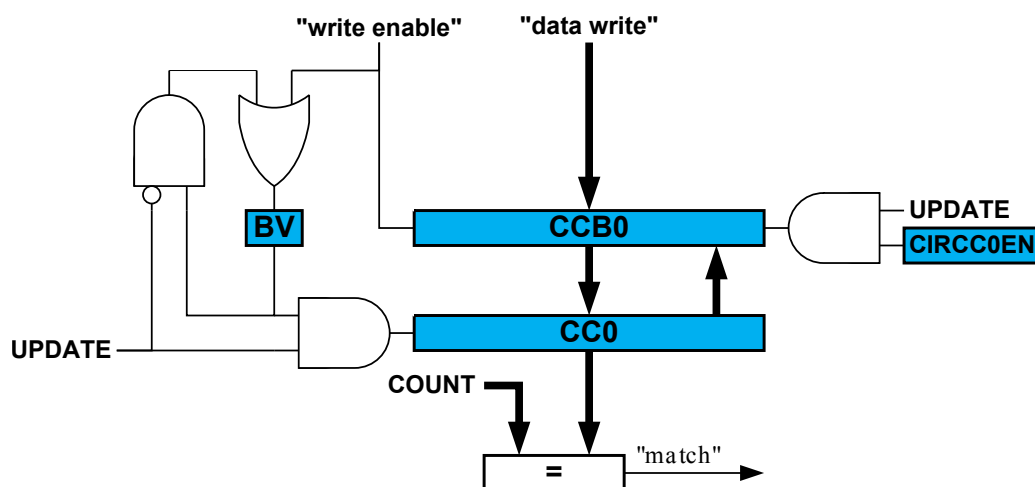 "write enable"
"data write"
BV
CCB0
UPDATE
CIRCC0EN
UPDATE
CC0
COUNT
=
"match"